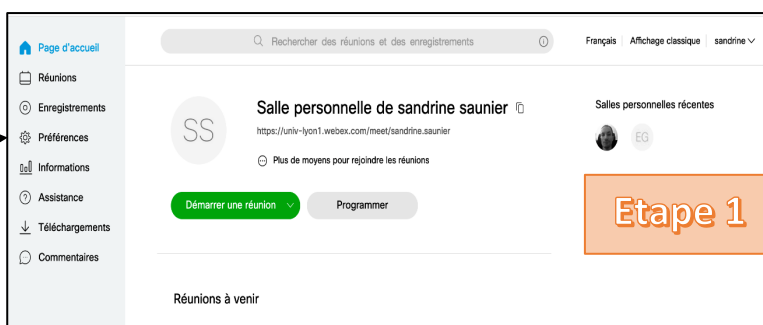 Page d'accueil
Réunions
Enregistrements
Préférences
Informations
Assistance
Téléchargements
Commentaires
Rechercher des réunions et des enregistrements
Français Affichage classique sandrine
SS
Salle personnelle de sandrine saunier
https://univ-lyon1.webex.com/meet/sandrine.saunier
Plus de moyens pour rejoindre les réunions
Démarrer une réunion
Programmer
Salles personnelles récentes
EG
Etape 1
Réunions à venir